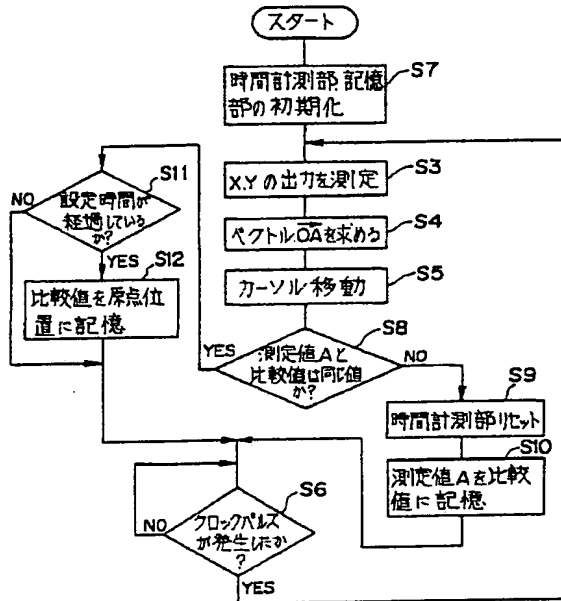 スタート
時間計測部、記憶
部の初期化
S7
X,Yの出力を測定
S3
ベクトルOAを求める
S4
カーソル移動
S5
測定値Aと
比較値は同じ値
か?
S8
YES
NO
設定時間が
経過している
か?
S11
NO
YES
比較値を原点位
置に記憶
S12
時間計測部リセット
S9
測定値Aを比較
値に記憶
S10
クロックパルス
が発生したか
?
S6
NO
YES